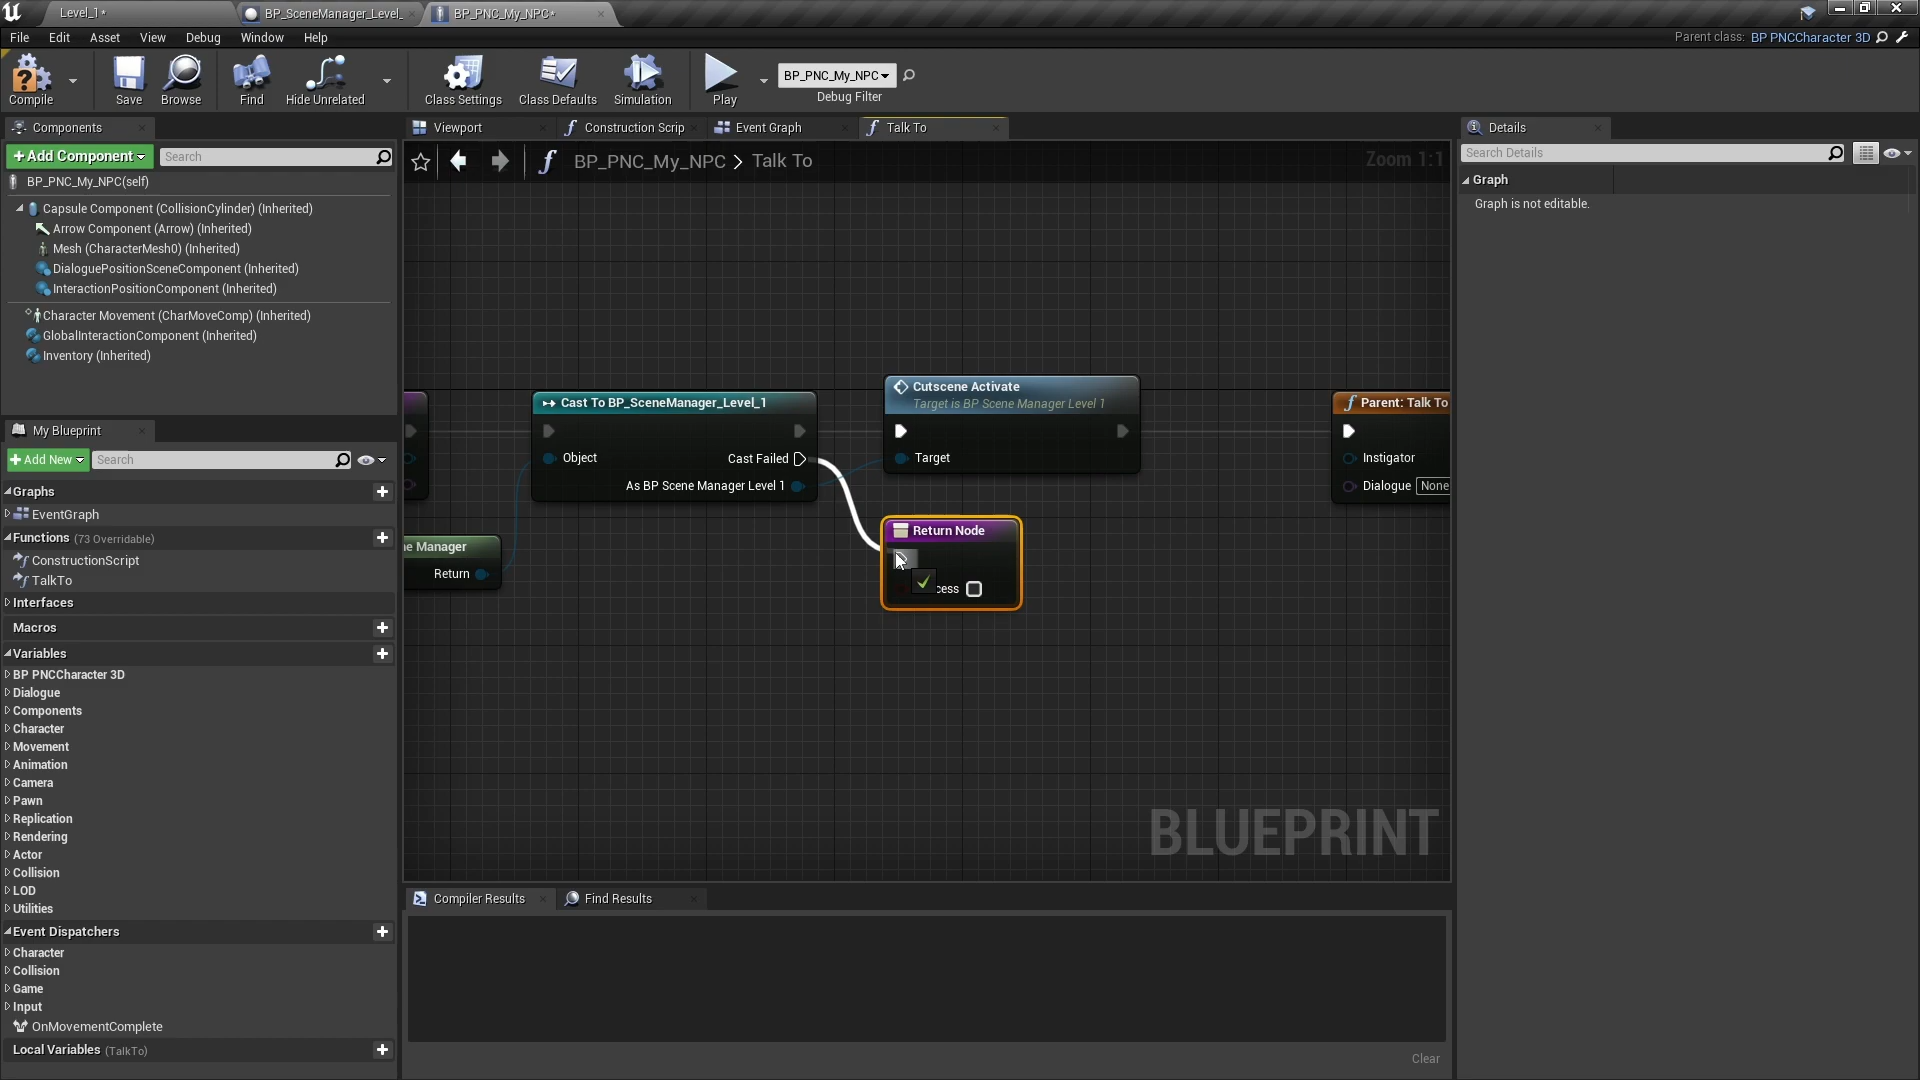 Level_1*
BP_SceneManager_Level_
BP_PNC_My_NPC*
File Edit Asset View Debug Window Help
Parent class: BP PNCCharacter 3D
Compile
Save
Browse
Find
Hide Unrelated
Class Settings
Class Defaults
Simulation
Play
BP_PNC_My_NPC
Debug Filter
Components
+Add Component
Search
BP_PNC_My_NPC(self)
Capsule Component (CollisionCylinder) (Inherited)
Arrow Component (Arrow) (Inherited)
Mesh (CharacterMesh0) (Inherited)
DialoguePositionSceneComponent (Inherited)
InteractionPositionComponent (Inherited)
Character Movement (CharMoveComp) (Inherited)
GlobalInteractionComponent (Inherited)
Inventory (Inherited)
My Blueprint
+Add New
Search
Graphs
EventGraph
Functions (73 Overridable)
ConstructionScript
TalkTo
Interfaces
Macros
Variables
BP PNCCharacter 3D
Dialogue
Components
Character
Movement
Animation
Camera
Pawn
Replication
Rendering
Actor
Collision
LOD
Utilities
Event Dispatchers
Character
Collision
Game
Input
OnMovementComplete
Local Variables (TalkTo)
Viewport
Construction Scrip
Event Graph
Talk To
BP_PNC_My_NPC > Talk To
Zoom 1:1
Cast To BP_SceneManager_Level_1
Object
Cast Failed
As BP Scene Manager Level 1
Cutscene Activate
Target is BP Scene Manager Level 1
Target
Parent: Talk To
Instigator
Dialogue None
Return Node
cess
e Manager
Return
BLUEPRINT
Compiler Results
Find Results
Clear
Details
Search Details
Graph
Graph is not editable.